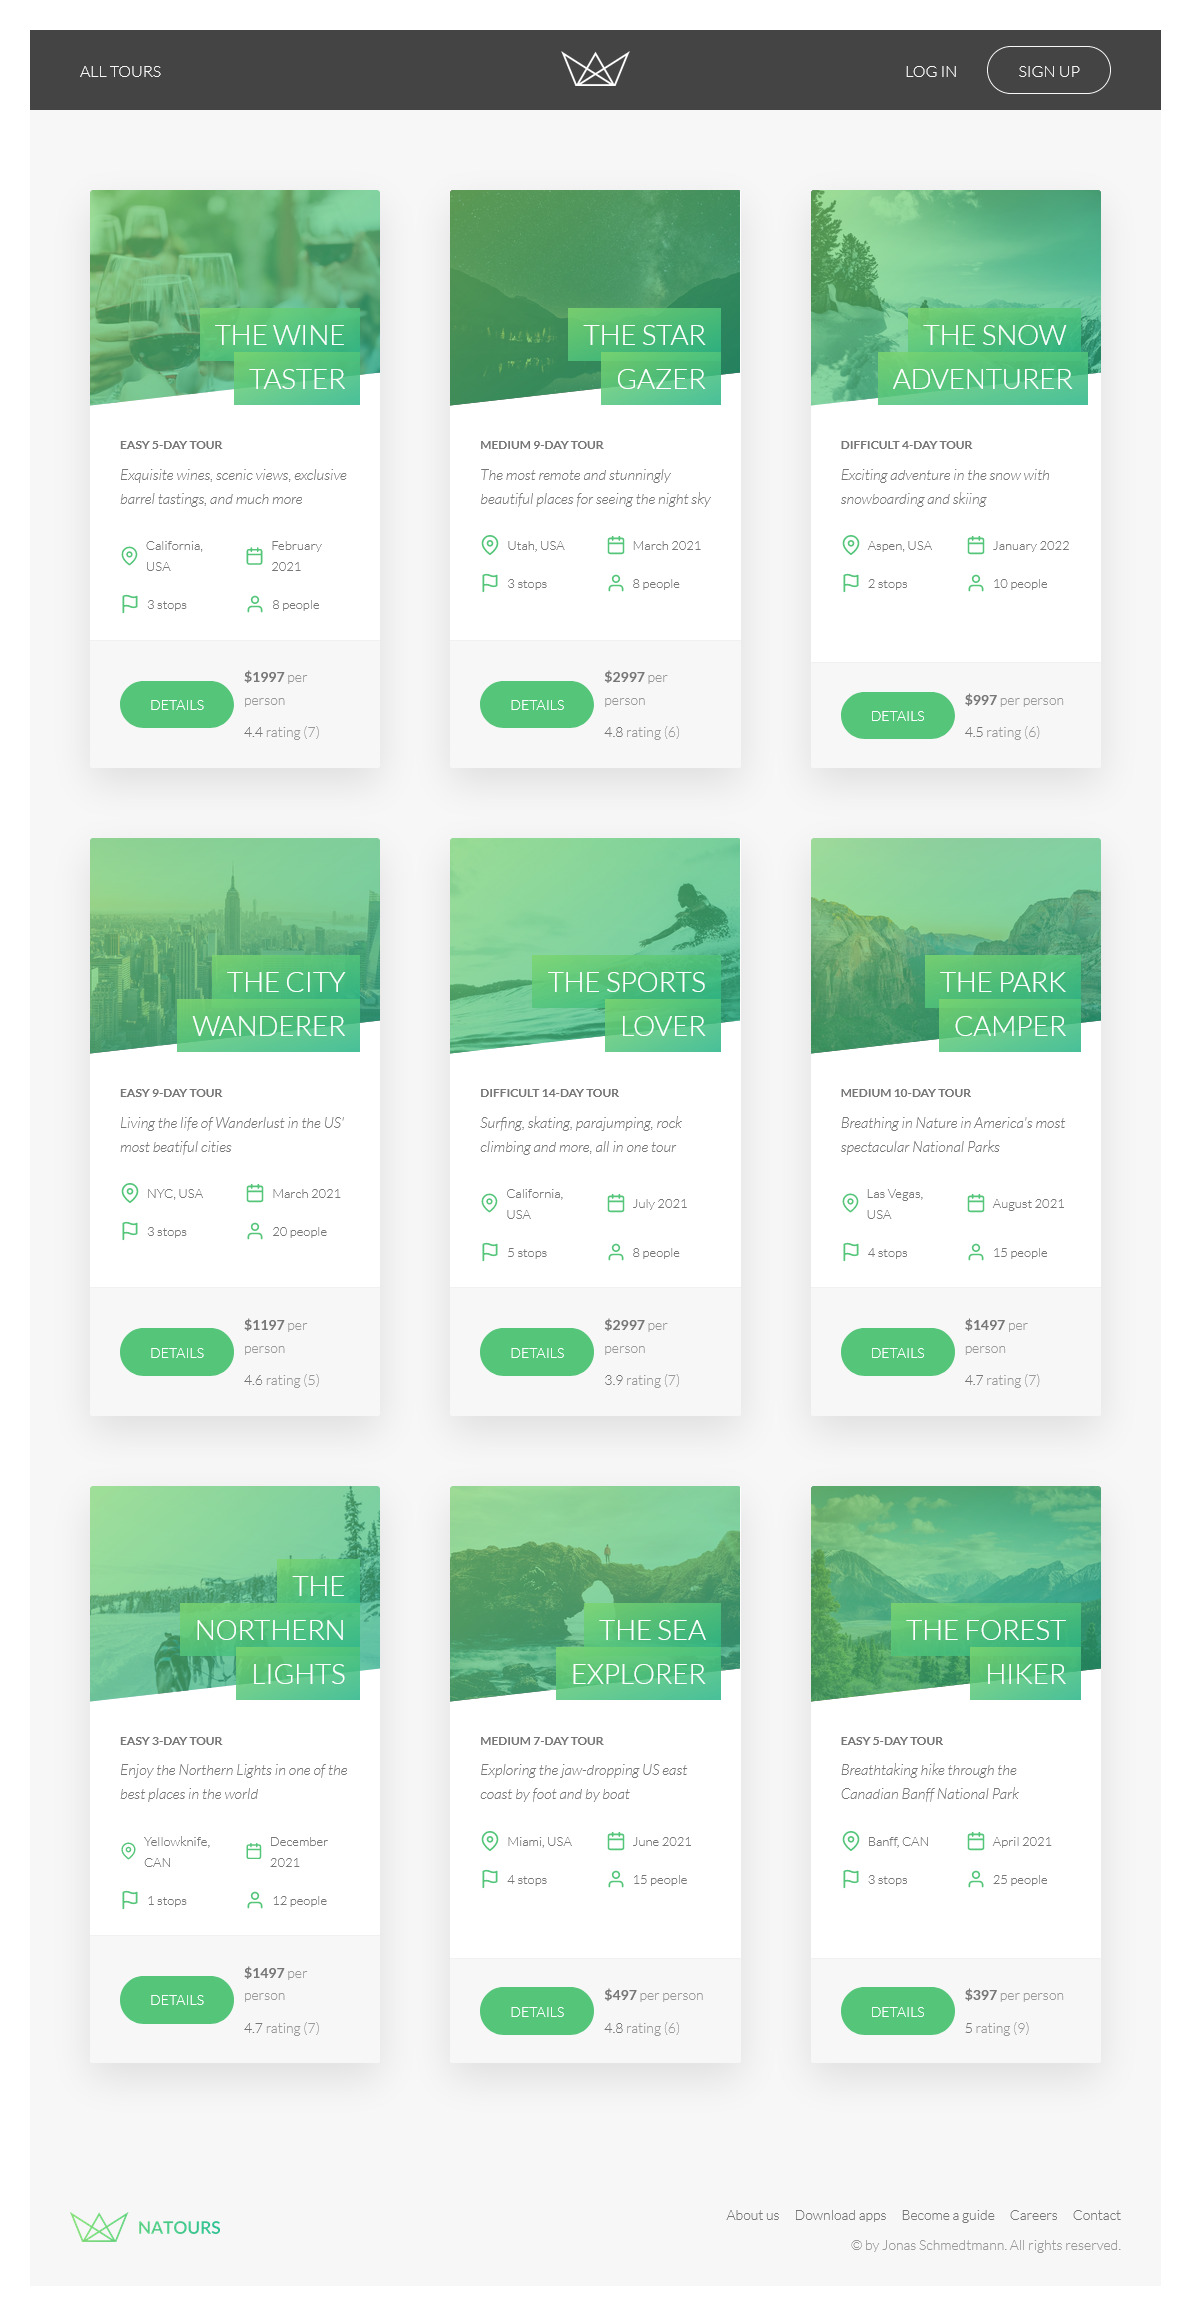 ALL TOURS
LOG IN
SIGN UP
THE WINE
TASTER
EASY 5-DAY TOUR
Exquisite wines, scenic views, exclusive
barrel tastings, and much more
California,
USA
February
2021
3 stops
8 people
DETAILS
$1997 per
person
4.4 rating (7)
THE STAR
GAZER
MEDIUM 9-DAY TOUR
The most remote and stunningly
beautiful places for seeing the night sky
Utah, USA
March 2021
3 stops
8 people
DETAILS
$2997 per
person
4.8 rating (6)
THE SNOW
ADVENTURER
DIFFICULT 4-DAY TOUR
Exciting adventure in the snow with
snowboarding and skiing
Aspen, USA
January 2022
2 stops
10 people
DETAILS
$997 per person
4.5 rating (6)
THE CITY
WANDERER
EASY 9-DAY TOUR
Living the life of Wanderlust in the US'
most beatiful cities
NYC, USA
March 2021
3 stops
20 people
DETAILS
$1197 per
person
4.6 rating (5)
THE SPORTS
LOVER
DIFFICULT 14-DAY TOUR
Surfing, skating, parajumping, rock
climbing and more, all in one tour
California,
USA
July 2021
5 stops
8 people
DETAILS
$2997 per
person
3.9 rating (7)
THE PARK
CAMPER
MEDIUM 10-DAY TOUR
Breathing in Nature in America's most
spectacular National Parks
Las Vegas,
USA
August 2021
4 stops
15 people
DETAILS
$1497 per
person
4.7 rating (7)
THE
NORTHERN
LIGHTS
EASY 3-DAY TOUR
Enjoy the Northern Lights in one of the
best places in the world
Yellowknife,
CAN
December
2021
1 stops
12 people
DETAILS
$1497 per
person
4.7 rating (7)
THE SEA
EXPLORER
MEDIUM 7-DAY TOUR
Exploring the jaw-dropping US east
coast by foot and by boat
Miami, USA
June 2021
4 stops
15 people
DETAILS
$497 per person
4.8 rating (6)
THE FOREST
HIKER
EASY 5-DAY TOUR
Breathtaking hike through the
Canadian Banff National Park
Banff, CAN
April 2021
3 stops
25 people
DETAILS
$397 per person
5 rating (9)
NATOURS
About us Download apps Become a guide Careers Contact
© by Jonas Schmedtmann. All rights reserved.